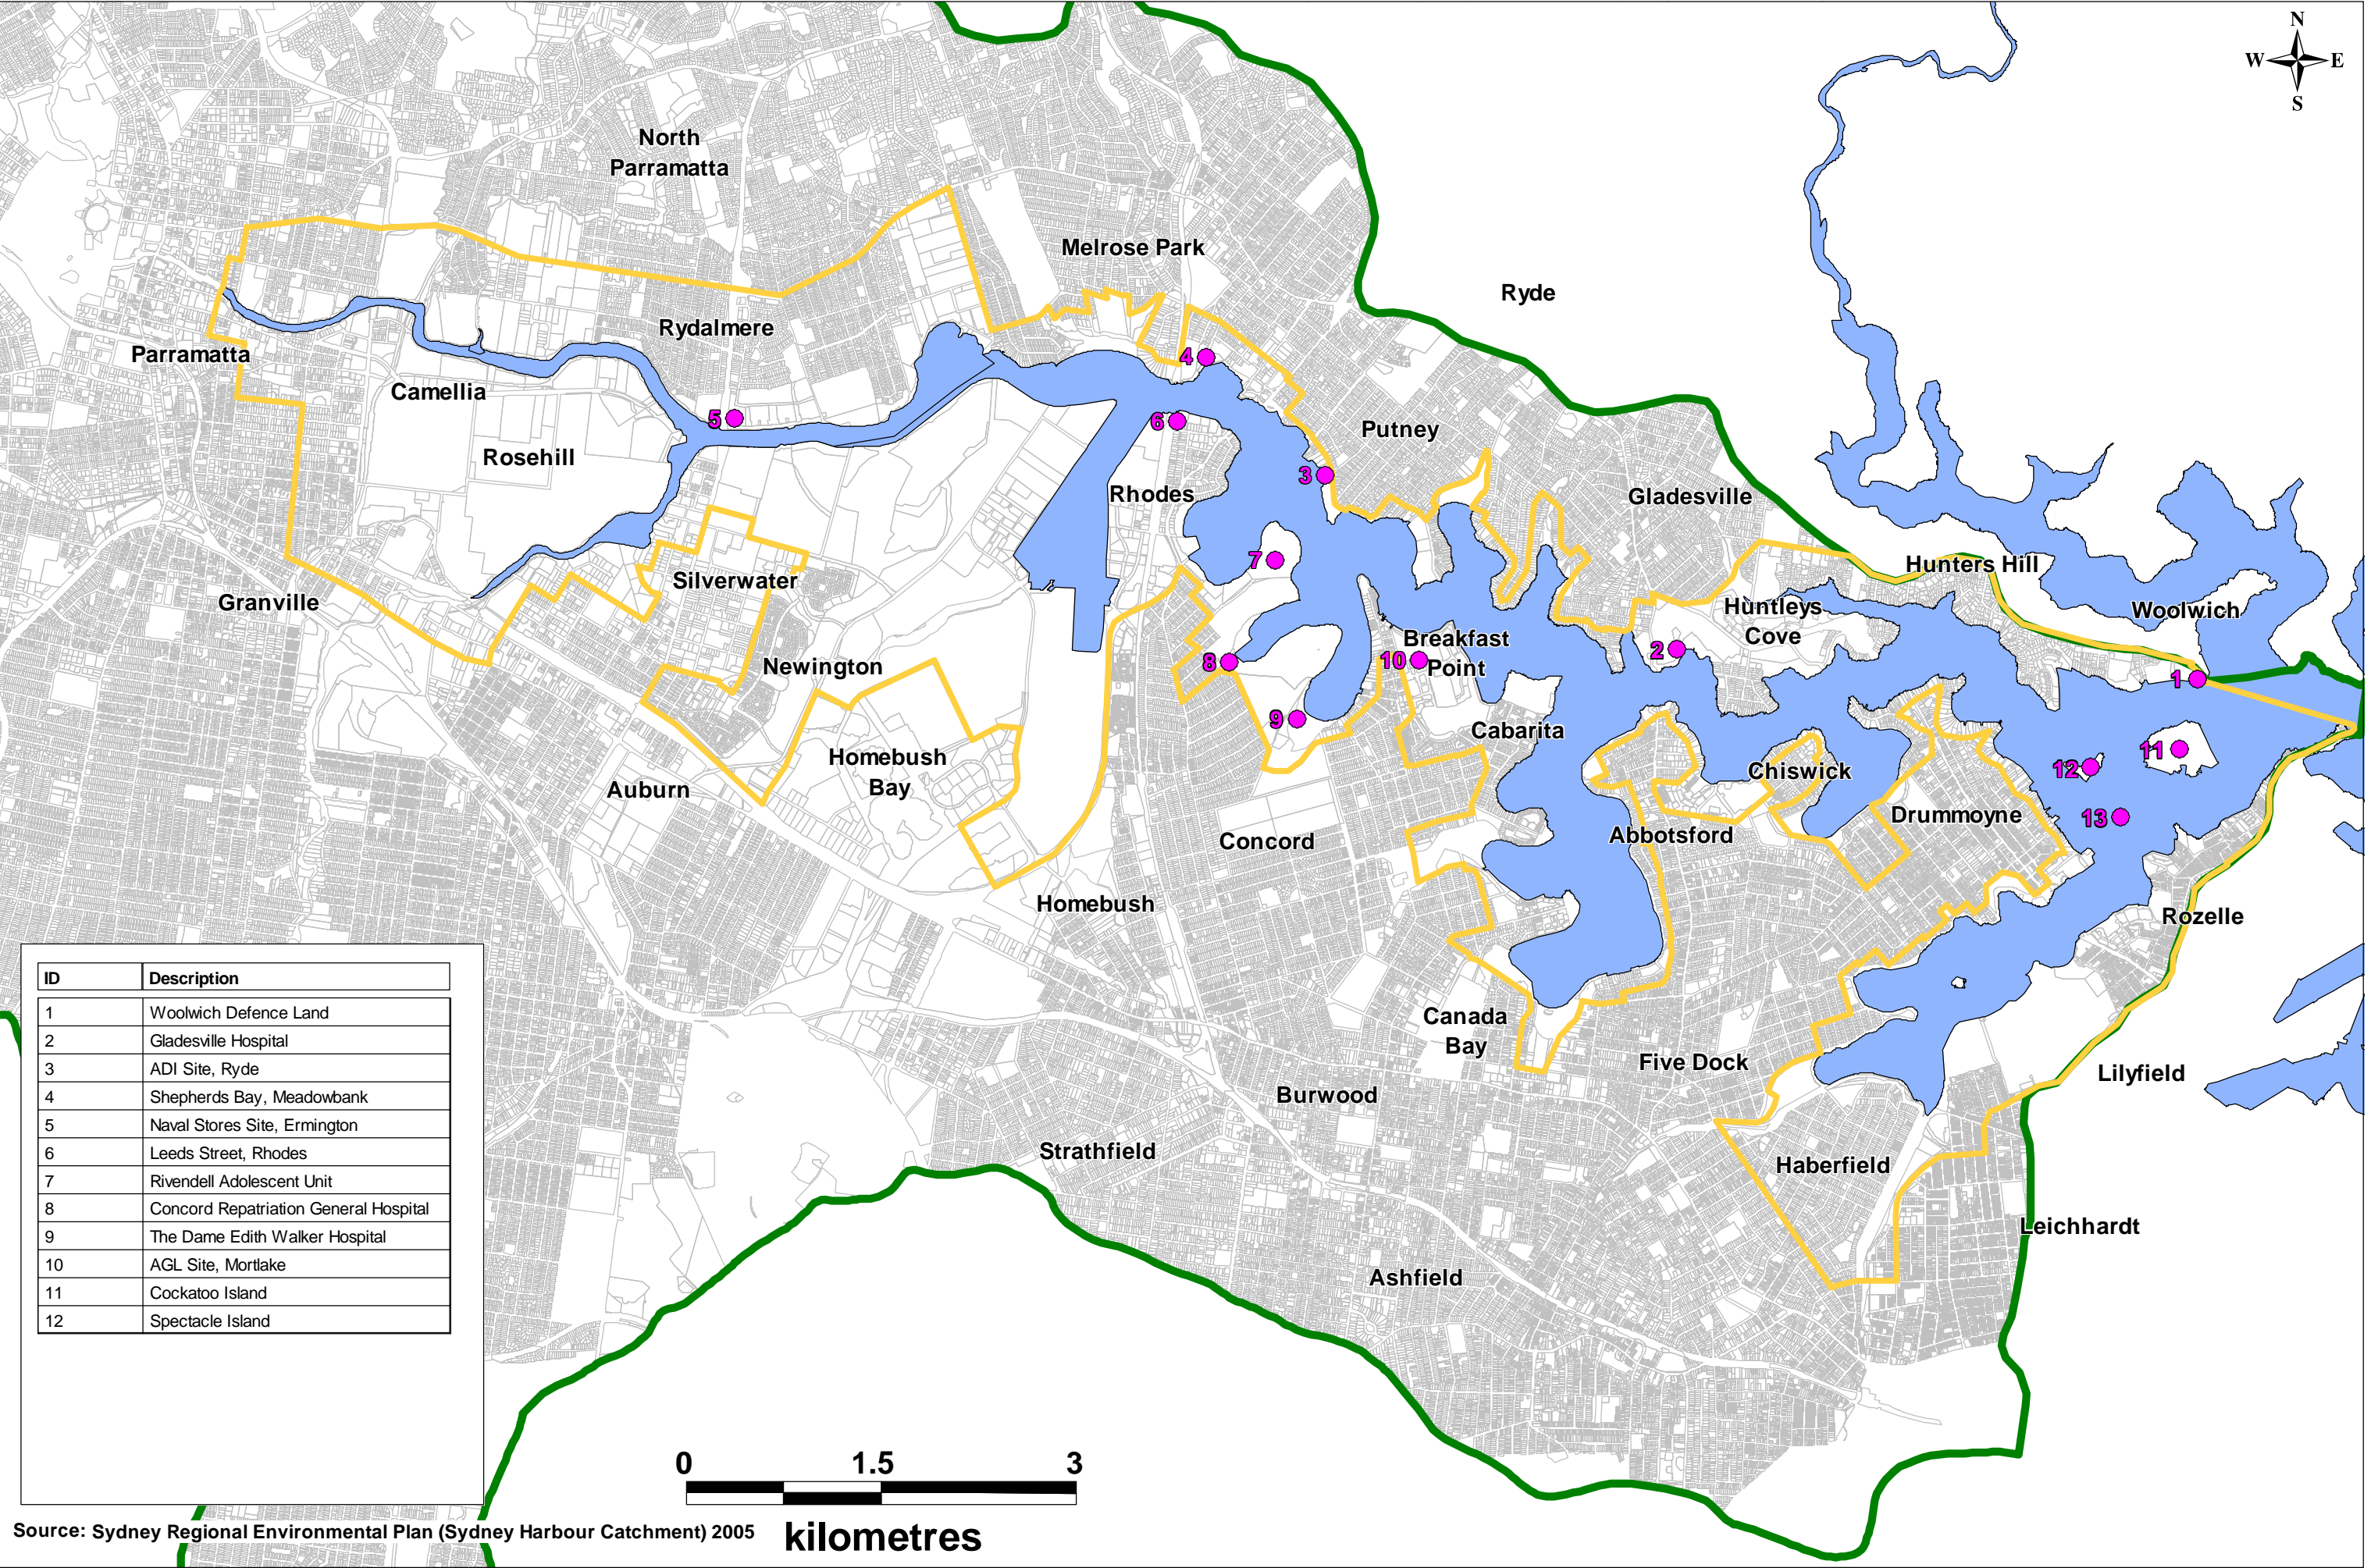 N
W E
S
North
Parramatta
Melrose Park
Ryde
Rydalmere
Parramatta
4
Camellia
5
6
Putney
Rosehill
3
Rhodes
Gladesville
7
Hunters Hill
Silverwater
Granville
Huntleys
Cove
Woolwich
Breakfast
Point
2
10
8
Newington
1
9
Cabarita
11
Homebush
Bay
Chiswick
12
Auburn
Drummoyne
13
Abbotsford
Concord
Homebush
Rozelle
Canada
Bay
Five Dock
Lilyfield
Burwood
Strathfield
Haberfield
Leichhardt
Ashfield
ID Description
1 Woolwich Defence Land
2 Gladesville Hospital
3 ADI Site, Ryde
4 Shepherds Bay, Meadowbank
5 Naval Stores Site, Ermington
6 Leeds Street, Rhodes
7 Rivendell Adolescent Unit
8 Concord Repatriation General Hospital
9 The Dame Edith Walker Hospital
10 AGL Site, Mortlake
11 Cockatoo Island
12 Spectacle Island
0 1.5 3
kilometres
Source: Sydney Regional Environmental Plan (Sydney Harbour Catchment) 2005